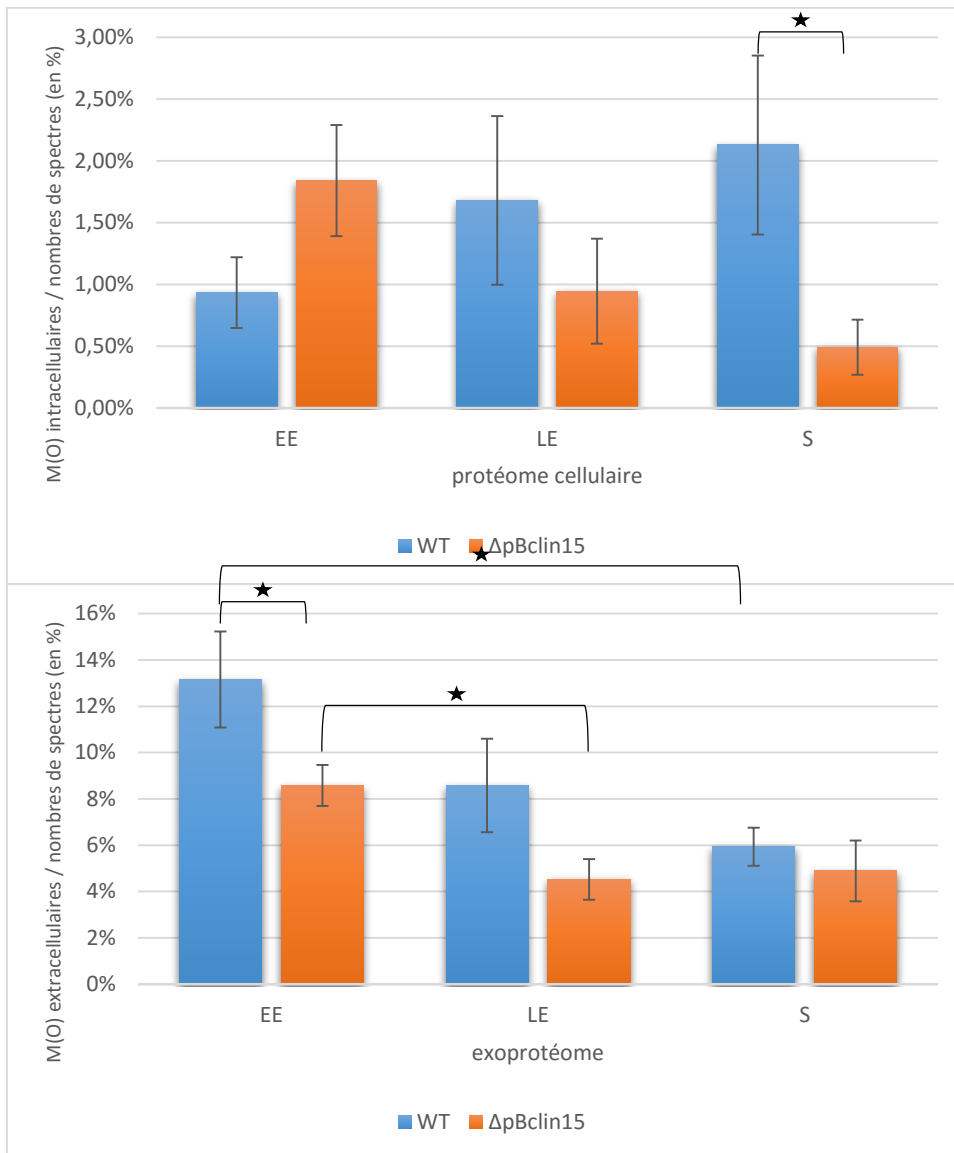 3,00%
2,50%
2,00%
1,50%
1,00%
0,50%
0,00%
M(O) intracellulaires / nombres de spectres (en %)
EE LE S
protéome cellulaire
WT ΔpBclin15
16%
14%
12%
10%
8%
6%
4%
2%
0%
M(O) extracellulaires / nombres de spectres (en %)
EE LE S
exoprotéome
WT ΔpBclin15